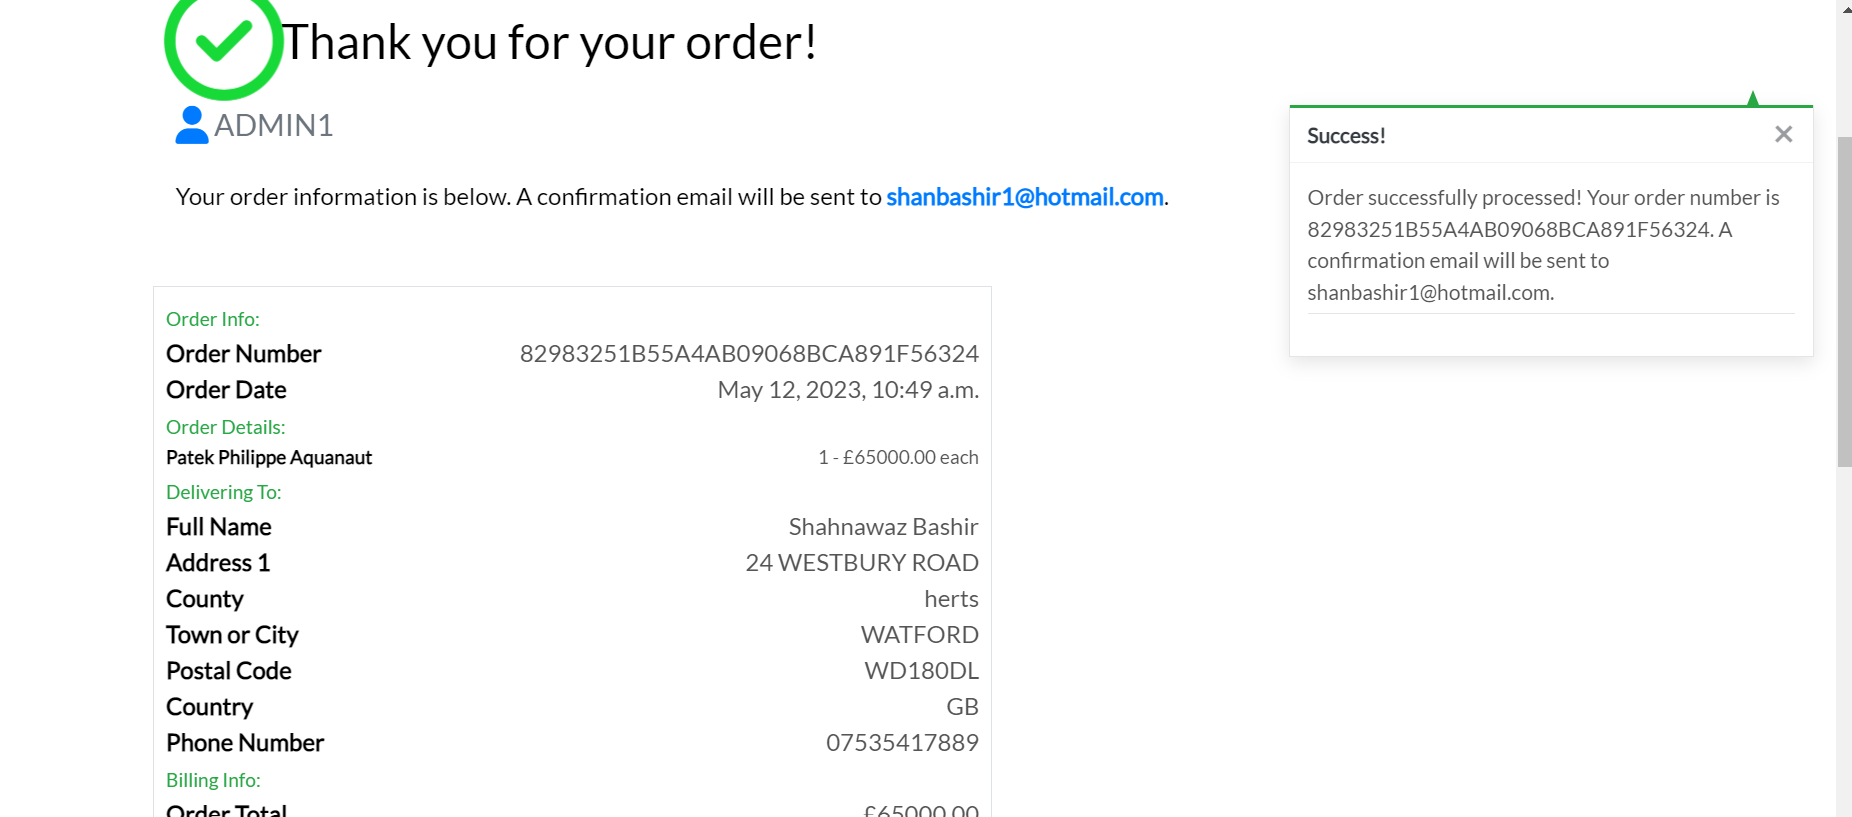 Thank you for your order!
ADMIN1
Your order information is below. A confirmation email will be sent to shanbashir1@hotmail.com.
Success!
Order successfully processed! Your order number is
82983251B55A4AB09068BCA891F56324. A
confirmation email will be sent to
shanbashir1@hotmail.com.
Order Info:
Order Number 82983251B55A4AB09068BCA891F56324
Order Date May 12, 2023, 10:49 a.m.
Order Details:
Patek Philippe Aquanaut 1 - £65000.00 each
Delivering To:
Full Name Shahnawaz Bashir
Address 1 24 WESTBURY ROAD
County herts
Town or City WATFORD
Postal Code WD180DL
Country GB
Phone Number 07535417889
Billing Info:
Order Total £65000.00